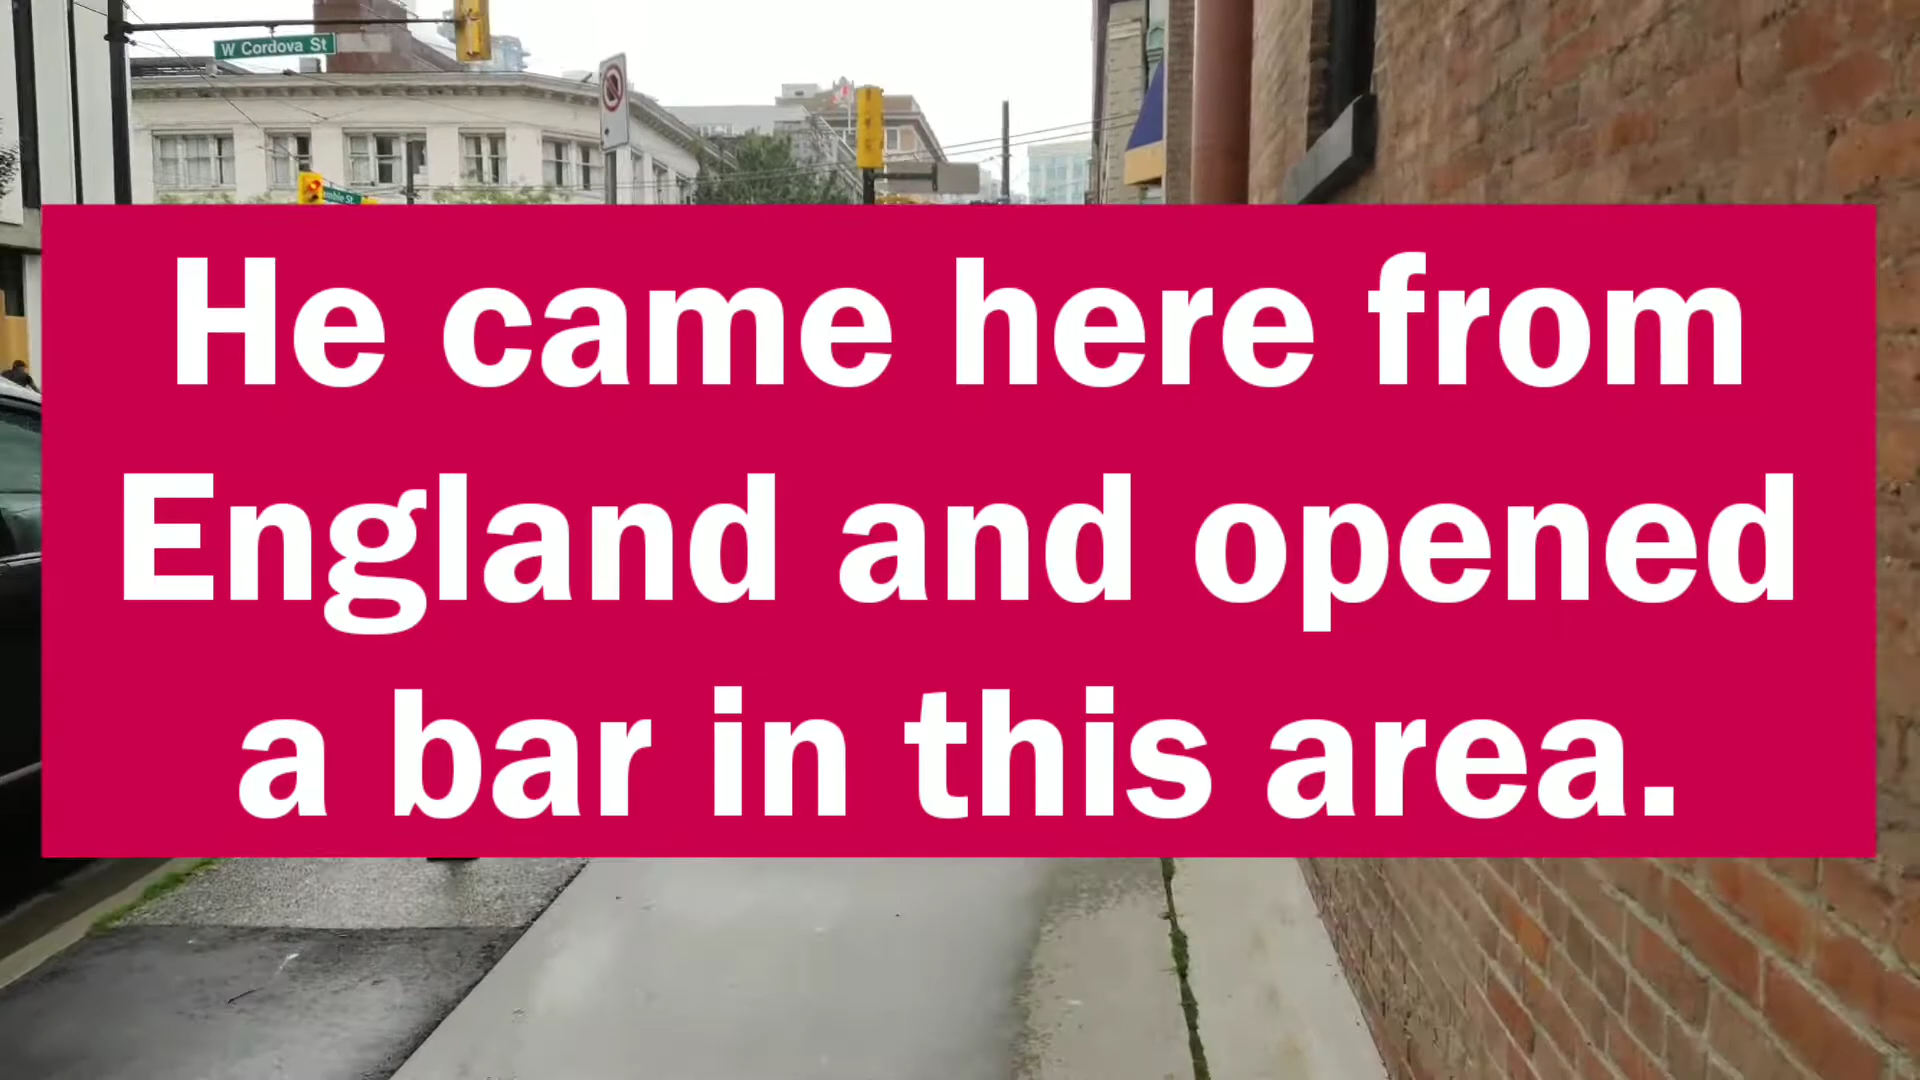 W Cordova St
He came here from
England and opened
a bar in this area.